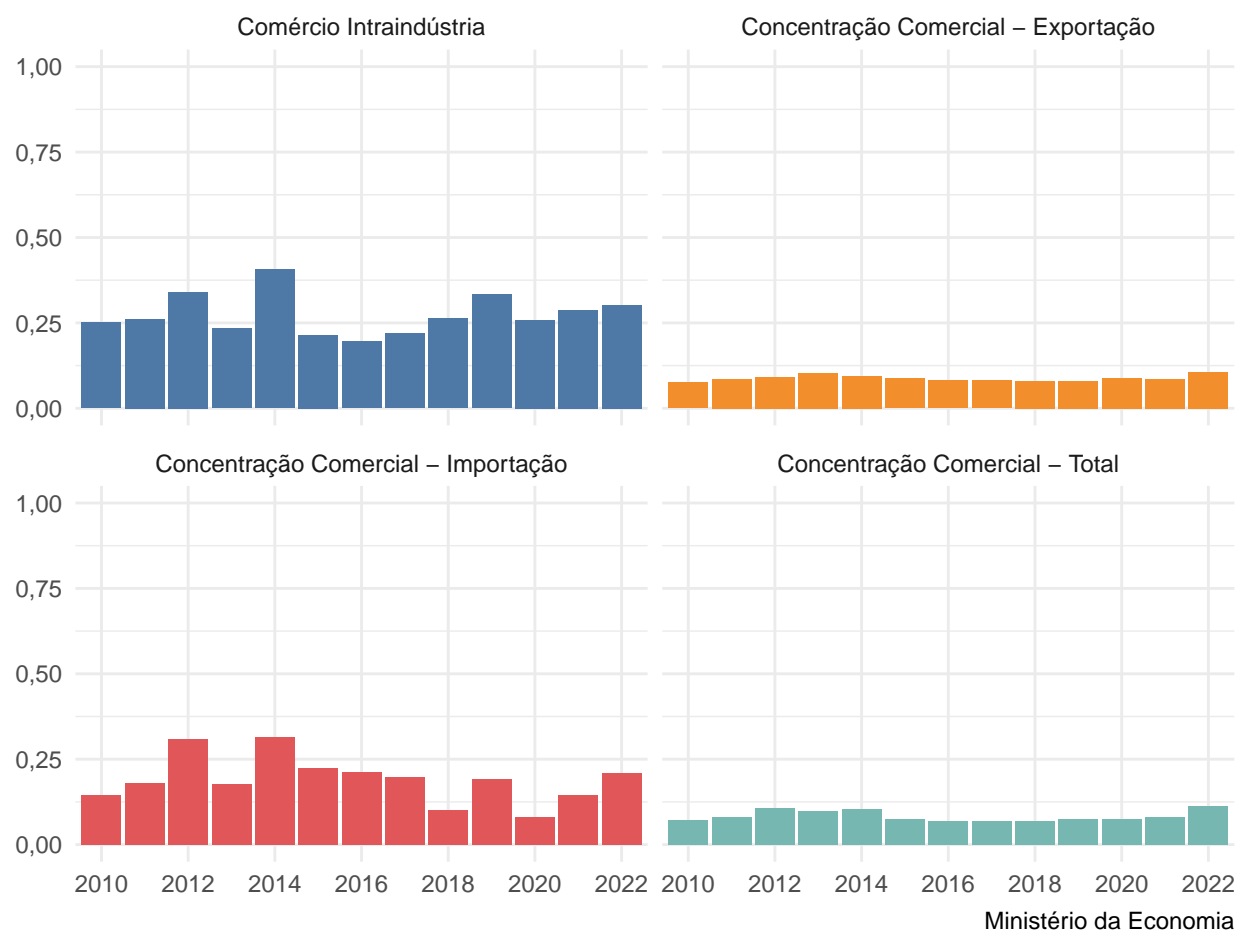 Comércio Intraindústria
Concentração Comercial – Exportação
1,00
0,75
0,50
0,25
0,00
Concentração Comercial – Importação
Concentração Comercial – Total
1,00
0,75
0,50
0,25
0,00
2010 2012 2014 2016 2018 2020 2022
2010 2012 2014 2016 2018 2020 2022
Ministério da Economia